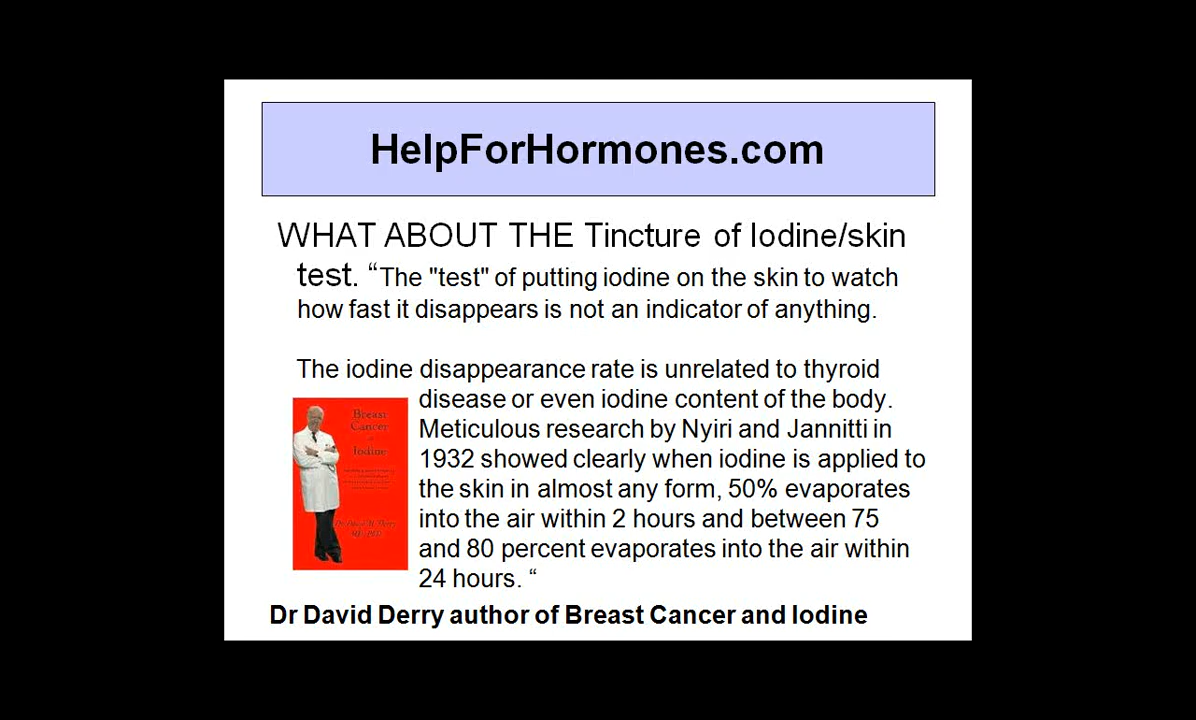 HelpForHormones.com
WHAT ABOUT THE Tincture of Iodine/skin
test. “The "test" of putting iodine on the skin to watch
how fast it disappears is not an indicator of anything.
The iodine disappearance rate is unrelated to thyroid
disease or even iodine content of the body.
Meticulous research by Nyiri and Jannitti in
1932 showed clearly when iodine is applied to
the skin in almost any form, 50% evaporates
into the air within 2 hours and between 75
and 80 percent evaporates into the air within
24 hours. “
Breast
Cancer
Iodine
Dr David Derry author of Breast Cancer and Iodine